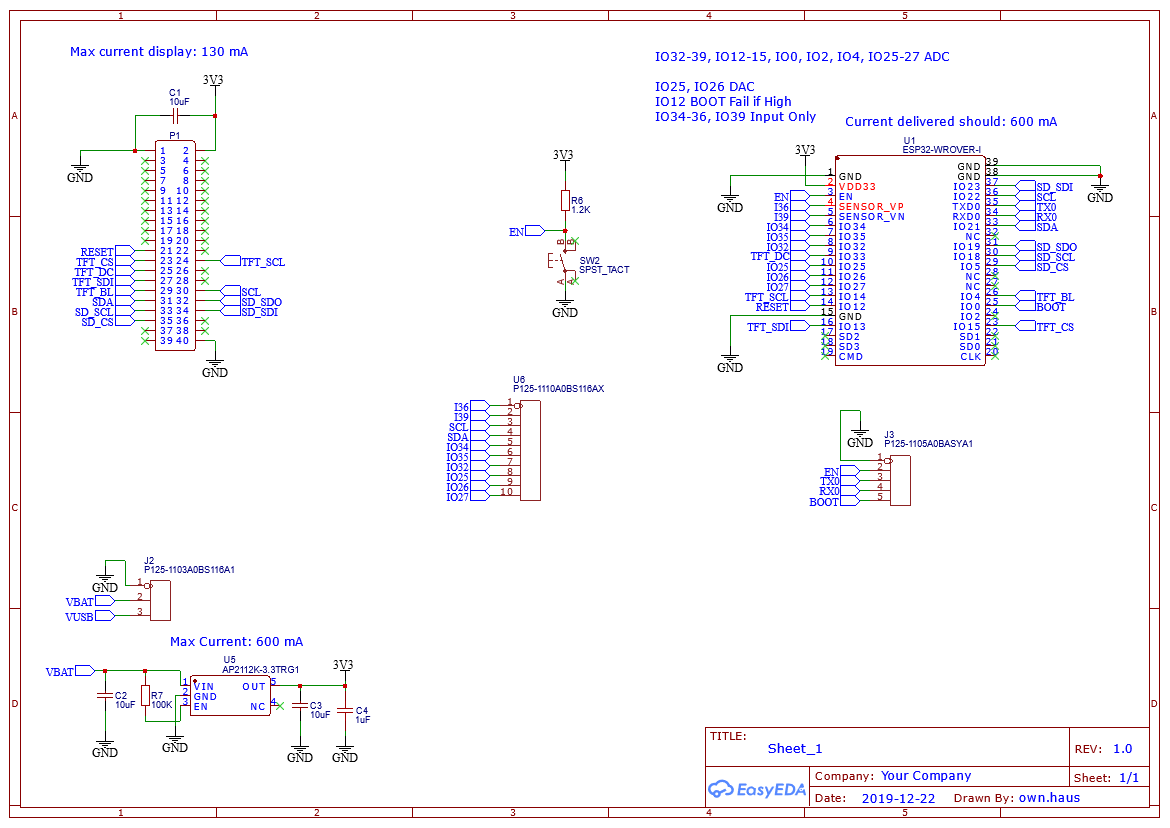 1 2 3 4 5
A
B
C
D
Max current display: 130 mA
3V3
C1
10uF
P1
GND
1 2
3 4
5 6
7 8
9 10
11 12
13 14
15 16
17 18
19 20
RESET 21 22
TFT_CS 23 24 TFT_SCL
TFT_DC 25 26
TFT_SDI 27 28
TFT_BL 29 30 SCL
SDA 31 32 SD_SDO
SD_SCL 33 34 SD_SDI
SD_CS 35 36
37 38
39 40
GND
3V3
R6
1.2K
EN
B B
SW2
SPST_TACT
A A
GND
IO32-39, IO12-15, IO0, IO2, IO4, IO25-27 ADC
IO25, IO26 DAC
IO12 BOOT Fail if High
IO34-36, IO39 Input Only
Current delivered should: 600 mA
U1
ESP32-WROVER-I
3V3
GND
GND
GND
1 GND GND 39
2 VDD33 GND 38
EN 3 EN IO23 37 SD_SDI
I36 4 SENSOR_VP IO22 36 SCL
I39 5 SENSOR_VN TXD0 35 TX0
IO34 6 IO34 RXD0 34 RX0
IO35 7 IO35 IO21 33 SDA
IO32 8 IO32 NC 32
TFT_DC 9 IO33 IO19 31 SD_SDO
IO25 10 IO25 IO18 30 SD_SCL
IO26 11 IO26 IO5 29 SD_CS
IO27 12 IO27 NC 28
TFT_SCL 13 IO14 NC 27
RESET 14 IO12 IO4 26 TFT_BL
15 GND IO0 25 BOOT
TFT_SDI 16 IO13 IO2 24
17 SD2 IO15 23 TFT_CS
18 SD3 SD1 22
19 CMD SD0 21
CLK 20
U6
P125-1110A0BS116AX
I36 1
I39 2
SCL 3
SDA 4
IO34 5
IO35 6
IO32 7
IO25 8
IO26 9
IO27 10
GND
J3
P125-1105A0BASYA1
1
EN 2
TX0 3
RX0 4
BOOT 5
J2
P125-1103A0BS116A1
GND
1
VBAT 2
VUSB 3
Max Current: 600 mA
VBAT
U5
AP2112K-3.3TRG1
3V3
1 VIN OUT 5
2 GND
3 EN NC 4
C2
10uF
R7
100K
C3
10uF
C4
1uF
GND
GND
GND
GND
TITLE:
Sheet_1
REV: 1.0
EasyEDA
Company: Your Company
Sheet: 1/1
Date: 2019-12-22 Drawn By: own.haus
A
B
C
D
1 2 3 4 5